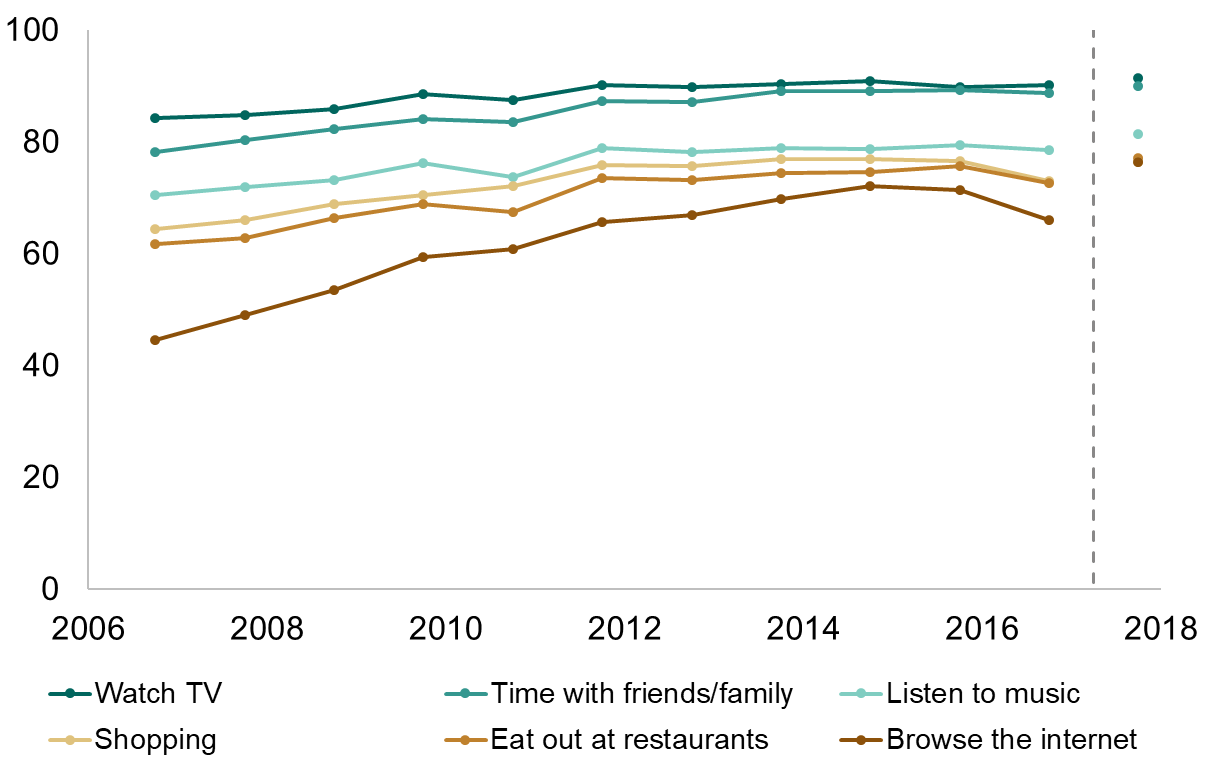 100
80
60
40
20
0
2006 2008 2010 2012 2014 2016 2018
Watch TV Time with friends/family Listen to music
Shopping Eat out at restaurants Browse the internet